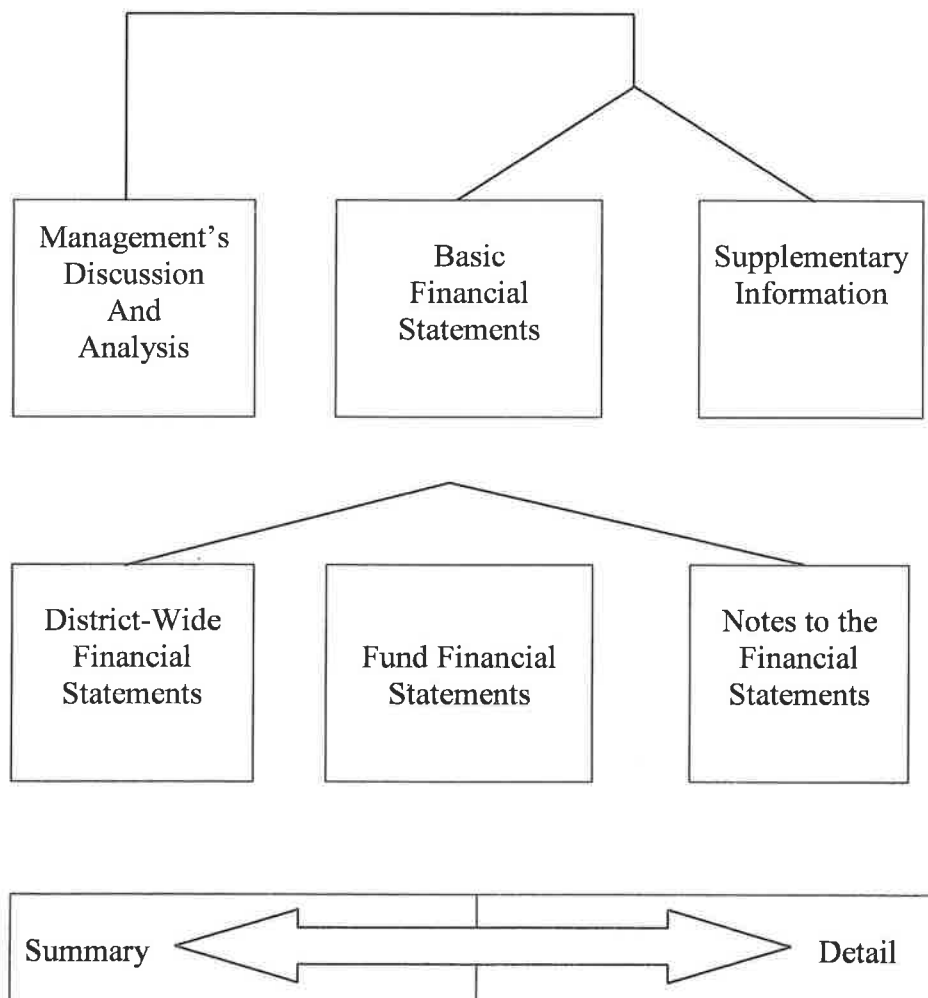 Management’s
Discussion
And
Analysis
Basic
Financial
Statements
Supplementary
Information
District-Wide
Financial
Statements
Fund Financial
Statements
Notes to the
Financial
Statements
Summary
Detail